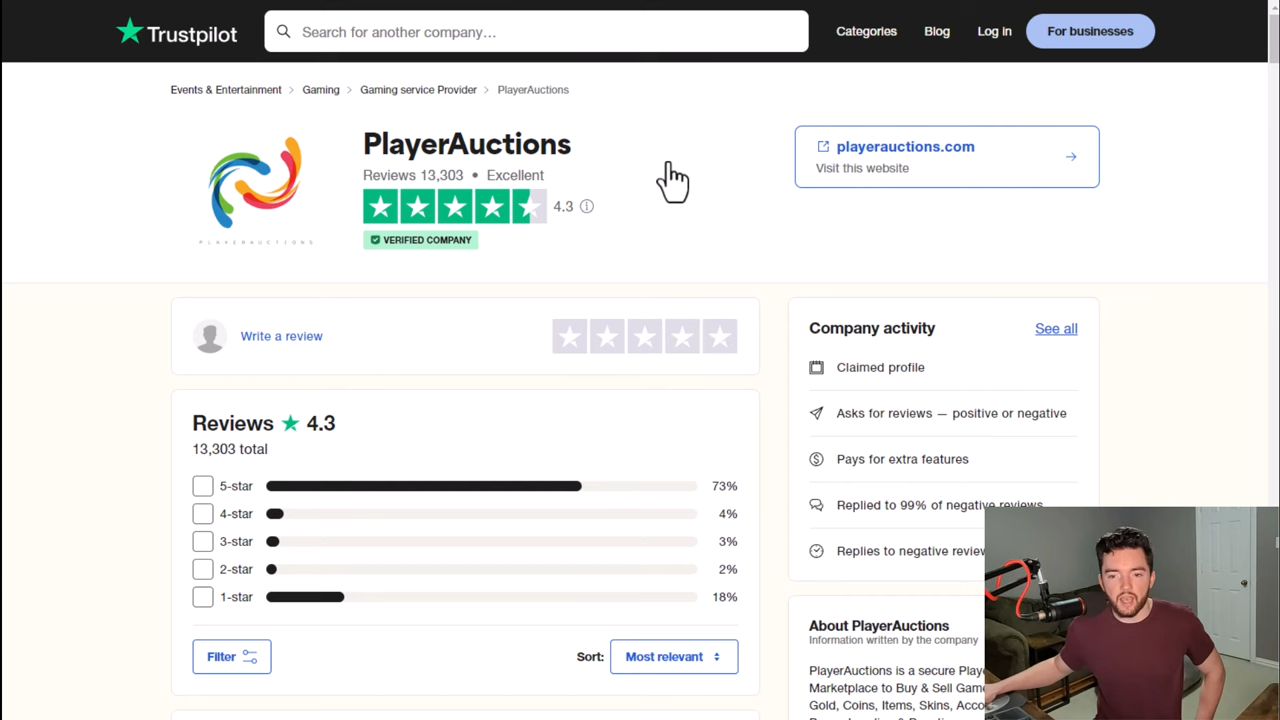 Trustpilot
Search for another company...
Categories
Blog
Log in
For businesses
Events & Entertainment > Gaming > Gaming service Provider > PlayerAuctions
PLAYERAUCTIONS
PlayerAuctions
Reviews 13,303 • Excellent
4.3
VERIFIED COMPANY
playerauctions.com
Visit this website
Write a review
Reviews ★ 4.3
13,303 total
5-star 73%
4-star 4%
3-star 3%
2-star 2%
1-star 18%
Filter
Sort: Most relevant
Company activity
See all
Claimed profile
Asks for reviews — positive or negative
Pays for extra features
Replied to 99% of negative reviews
Replies to negative
About PlayerAuctions
Information written by the company
PlayerAuctions is a secure
Marketplace to Buy & Sell
Gold, Coins, Items, Skins,